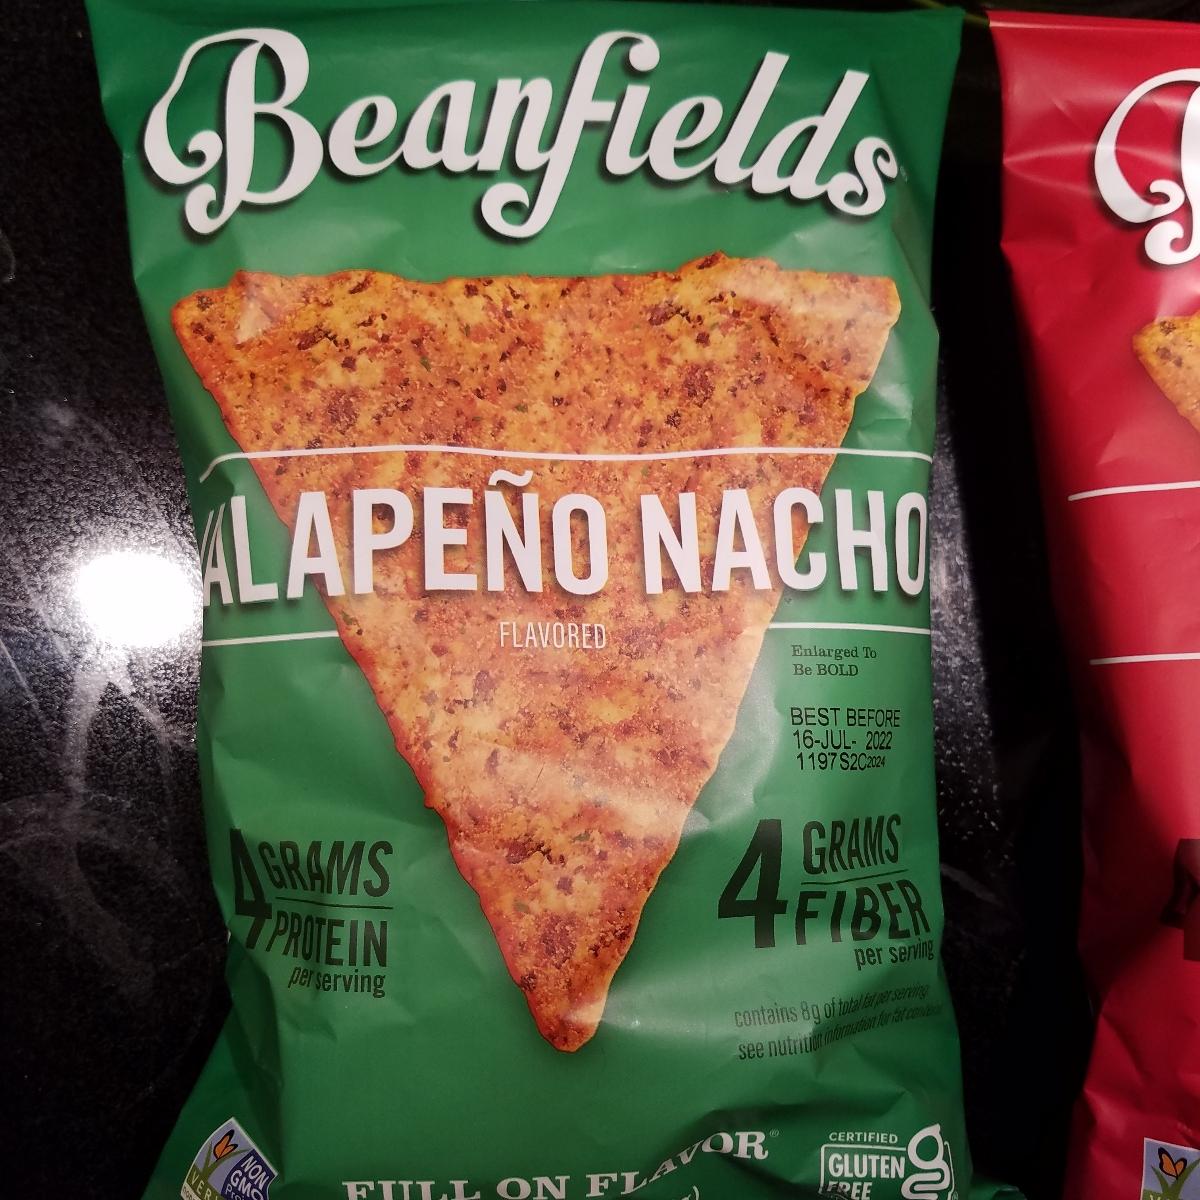 Beanfields
JALAPEÑO NACHO
FLAVORED
Enlarged To
Be BOLD
BEST BEFORE
16-JUL- 2022
1197S2C2024
4 GRAMS
PROTEIN
per serving
4 GRAMS
FIBER
per serving
contains 8g of total fat per serving
see nutrition information for fat
FULL ON FLAVOR®
NON
GMO
CERTIFIED
GLUTEN
FREE